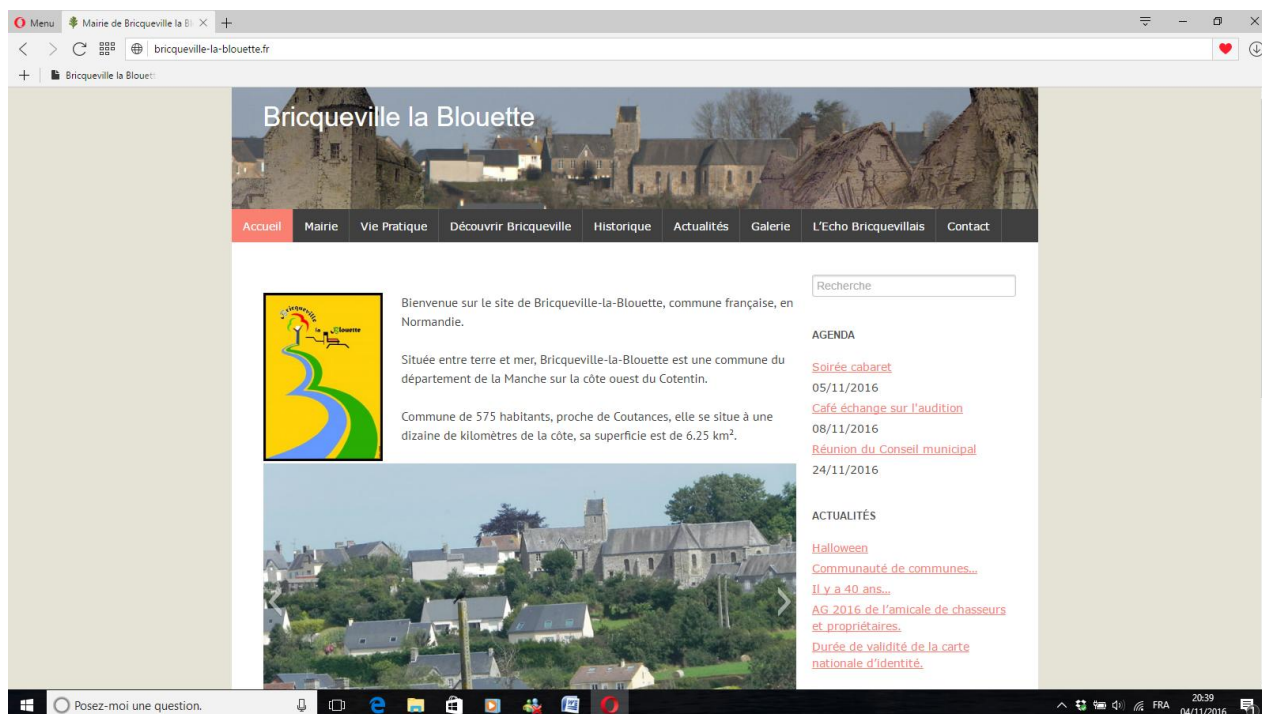 Menu
Mairie de Bricqueville la Bl
bricqueville-la-blouette.fr
Bricqueville la Blouett
Bricqueville la Blouette
Accueil Mairie Vie Pratique Découvrir Bricqueville Historique Actualités Galerie L'Echo Bricquevillais Contact
Recherche
Bricqueville
la Blouette
Bienvenue sur le site de Bricqueville-la-Blouette, commune française, en
Normandie.
Située entre terre et mer, Bricqueville-la-Blouette est une commune du
département de la Manche sur la côte ouest du Cotentin.
Commune de 575 habitants, proche de Coutances, elle se situe à une
dizaine de kilomètres de la côte, sa superficie est de 6.25 km².
AGENDA
Soirée cabaret
05/11/2016
Café échange sur l'audition
08/11/2016
Réunion du Conseil municipal
24/11/2016
ACTUALITÉS
Halloween
Communauté de communes...
Il y a 40 ans...
AG 2016 de l'amicale de chasseurs
et propriétaires.
Durée de validité de la carte
nationale d'identité.
Posez-moi une question.
FRA
20:39
04/11/2016
1